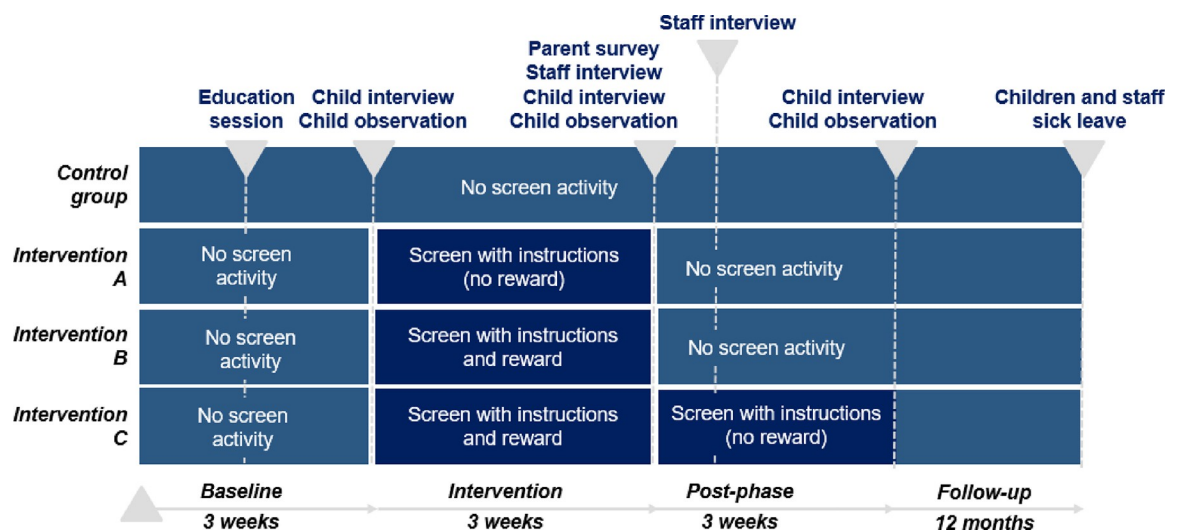 Staff interview
Parent survey
Staff interview
Education
session
Child interview
Child observation
Child interview
Child observation
Child interview
Child observation
Children and staff
sick leave
Control
group
No screen activity
Intervention
A
No screen
activity
Screen with instructions
(no reward)
No screen activity
Intervention
B
No screen
activity
Screen with instructions
and reward
No screen activity
Intervention
C
No screen
activity
Screen with instructions
and reward
Screen with instructions
(no reward)
Baseline
3 weeks
Intervention
3 weeks
Post-phase
3 weeks
Follow-up
12 months